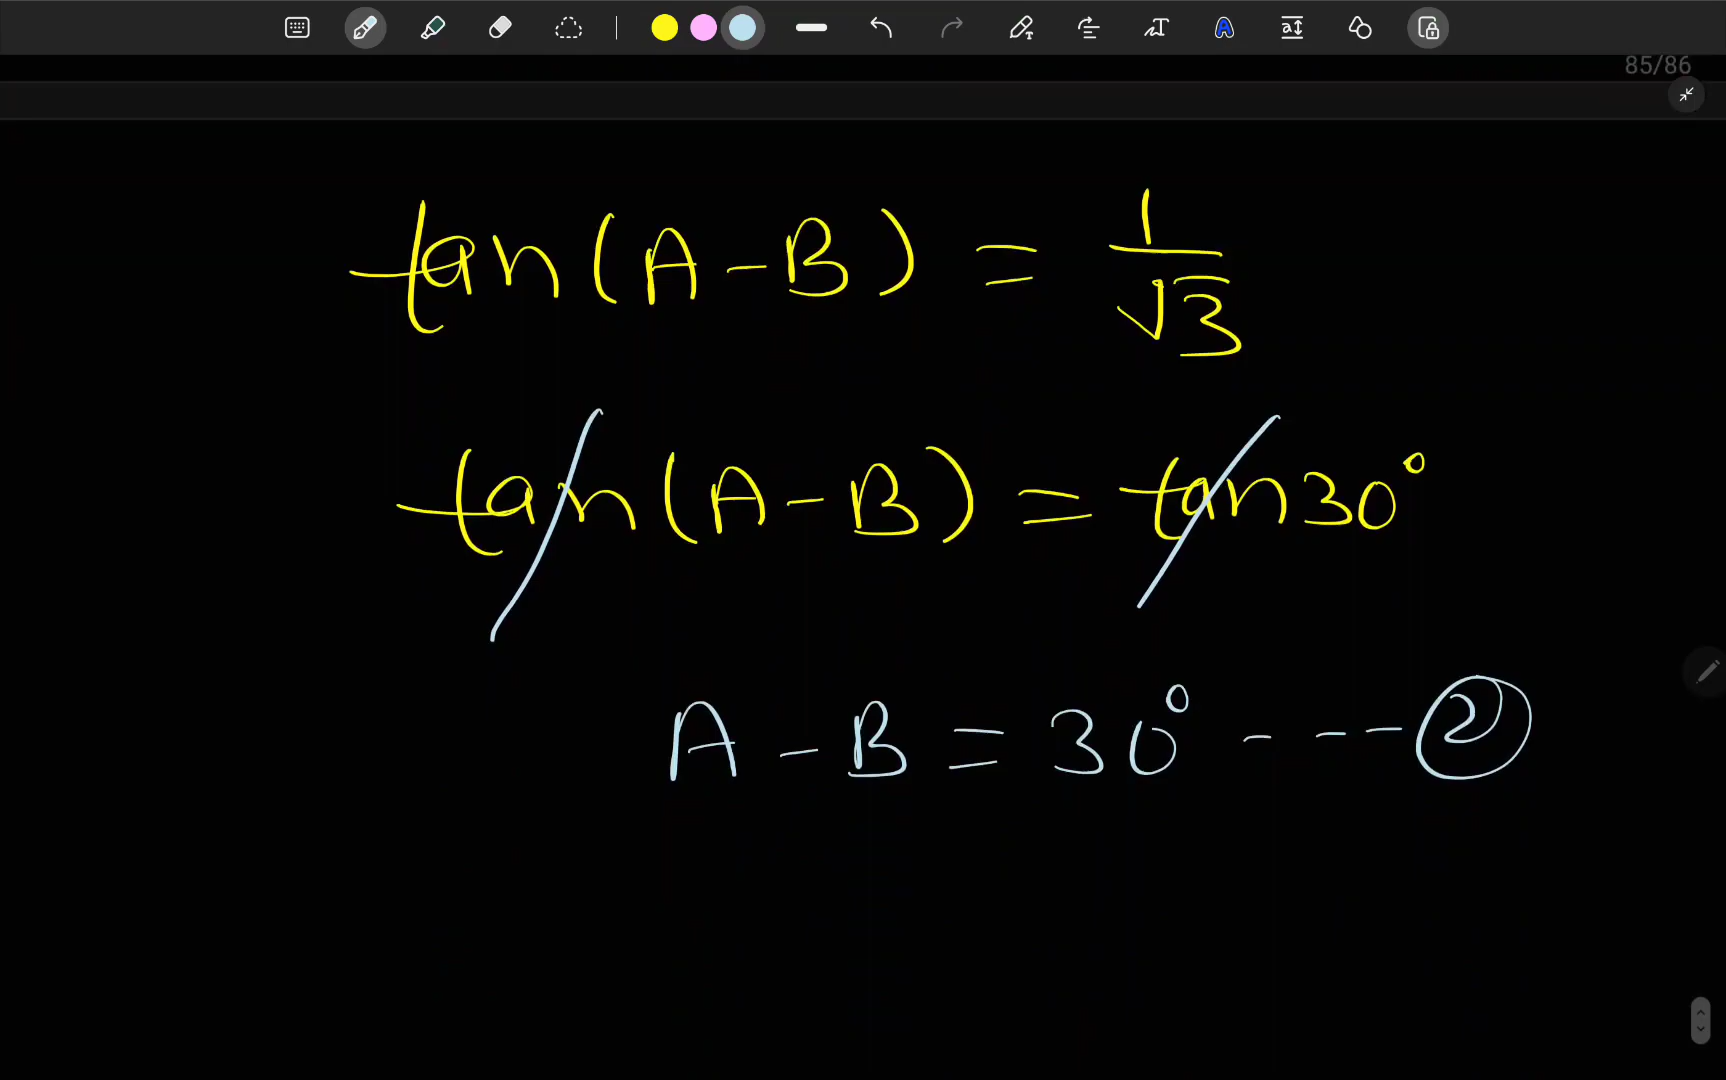 85/86
tan(A-B) = 1/√3
tan(A-B) = tan30°
A - B = 30° - - - ②